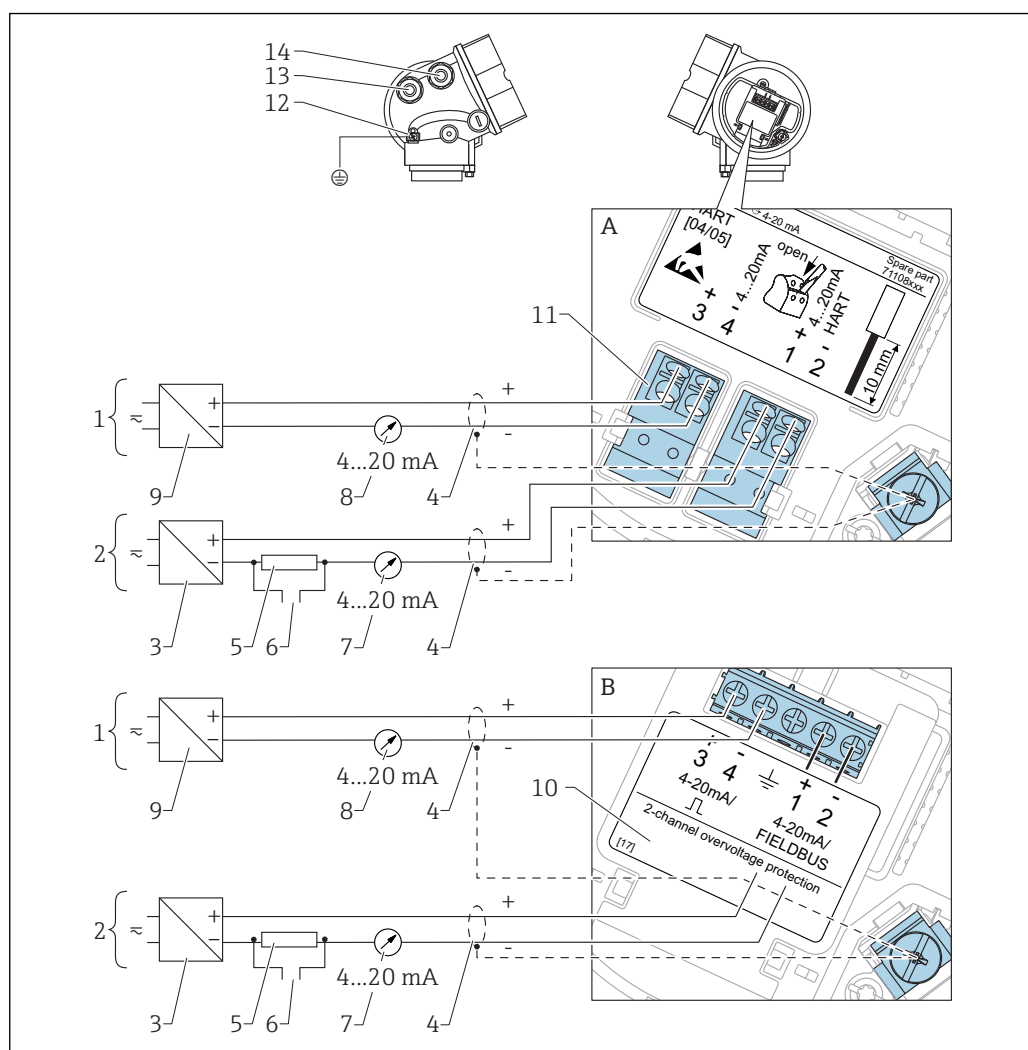 14
13
12
A
HART
[04/05]
4-20 mA
open
Spare part
71108xxx
4...20mA
4...20mA
HART
+ -
3 4
+ -
1 2
10 mm
11
1
+
-
+
-
4...20 mA
9
8
4
2
+
-
+
-
4...20 mA
3
5
6
7
4
B
1
+
-
+
-
4...20 mA
9
8
4
10
+ -
3 4
4-20mA/
+ -
1 2
4-20mA/
FIELDBUS
2-channel overvoltage protection
[17]
2
+
-
+
-
4...20 mA
3
5
6
7
4